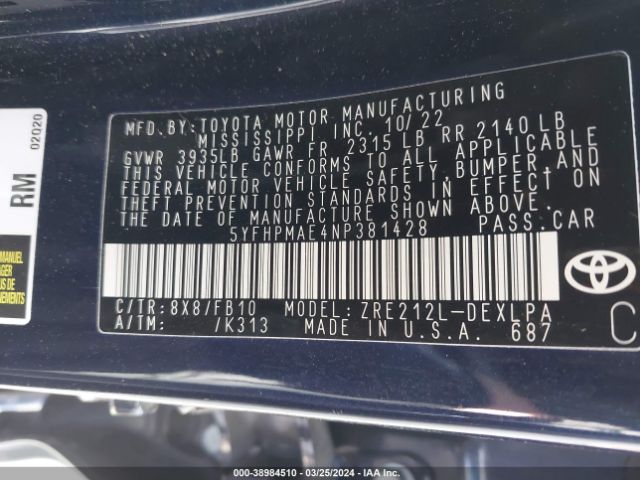 MFD. BY: TOYOTA MOTOR MANUFACTURING
MISSISSIPPI INC. 10/22
GVWR 3935LB GAWR FR 2315 LB RR 2140 LB
THIS VEHICLE CONFORMS TO ALL APPLICABLE
FEDERAL MOTOR VEHICLE SAFETY, BUMPER, AND
THEFT PREVENTION STANDARDS IN EFFECT ON
THE DATE OF MANUFACTURE SHOWN ABOVE.
5YFHPMAE4NP381428 PASS.CAR
C/TR: 8X8/FB10 MODEL: ZRE212L-DEXLPA
A/TM: /K313 MADE IN U.S.A. 687
C
TOYOTA
02020
RM
MANUEL
000-38984510 | 03/25/2024 | IAA Inc.